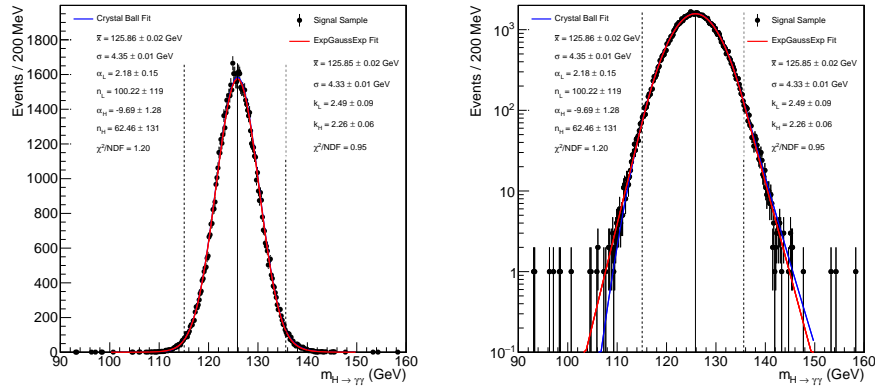 Events / 200 MeV
1800
1600
1400
1200
1000
800
600
400
200
0
90 100 110 120 130 140 150 160
m_H → γγ (GeV)
Crystal Ball Fit
x̅ = 125.86 ± 0.02 GeV
σ = 4.35 ± 0.01 GeV
α_L = 2.18 ± 0.15
n_L = 100.22 ± 119
α_H = -9.69 ± 1.28
n_H = 62.46 ± 131
χ²/NDF = 1.20
Signal Sample
ExpGaussExp Fit
x̅ = 125.85 ± 0.02 GeV
σ = 4.33 ± 0.01 GeV
k_L = 2.49 ± 0.09
k_H = 2.26 ± 0.06
χ²/NDF = 0.95
Events / 200 MeV
10³
10²
10
1
10⁻¹
90 100 110 120 130 140 150 160
m_H → γγ (GeV)
Crystal Ball Fit
x̅ = 125.86 ± 0.02 GeV
σ = 4.35 ± 0.01 GeV
α_L = 2.18 ± 0.15
n_L = 100.22 ± 119
α_H = -9.69 ± 1.28
n_H = 62.46 ± 131
χ²/NDF = 1.20
Signal Sample
ExpGaussExp Fit
x̅ = 125.85 ± 0.02 GeV
σ = 4.33 ± 0.01 GeV
k_L = 2.49 ± 0.09
k_H = 2.26 ± 0.06
χ²/NDF = 0.95